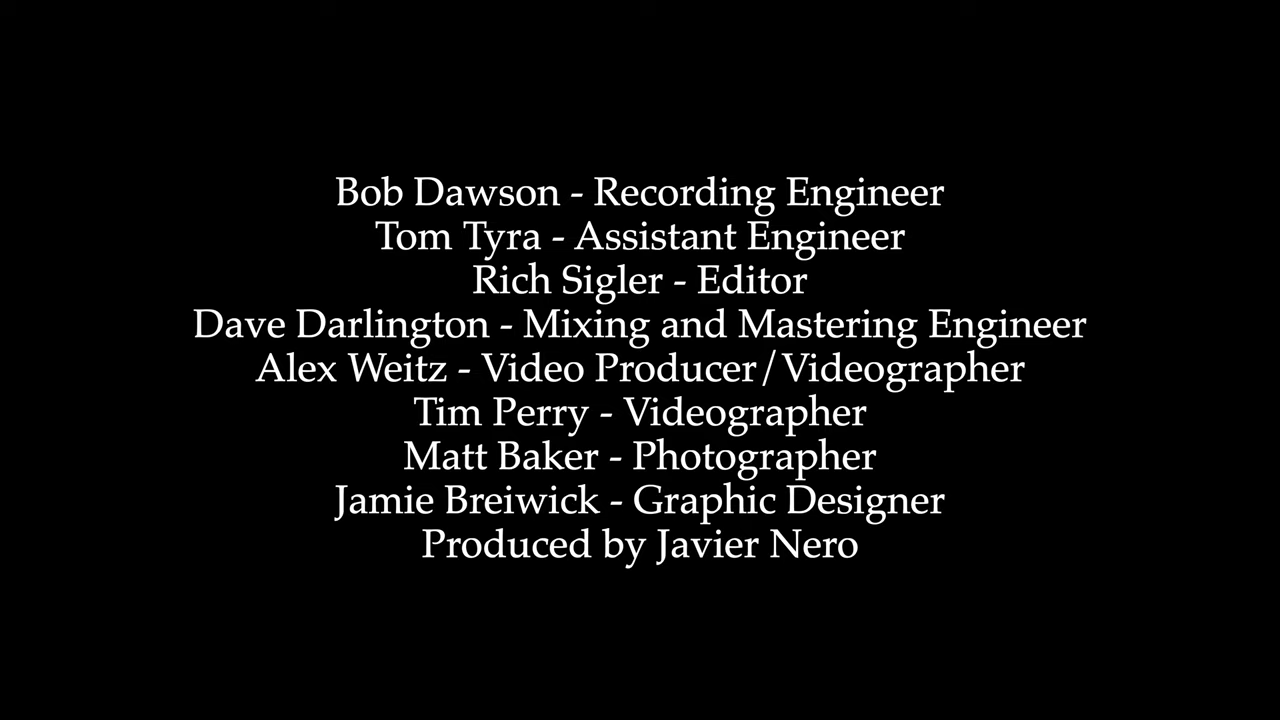 Bob Dawson - Recording Engineer
Tom Tyra - Assistant Engineer
Rich Sigler - Editor
Dave Darlington - Mixing and Mastering Engineer
Alex Weitz - Video Producer/Videographer
Tim Perry - Videographer
Matt Baker - Photographer
Jamie Breiwick - Graphic Designer
Produced by Javier Nero